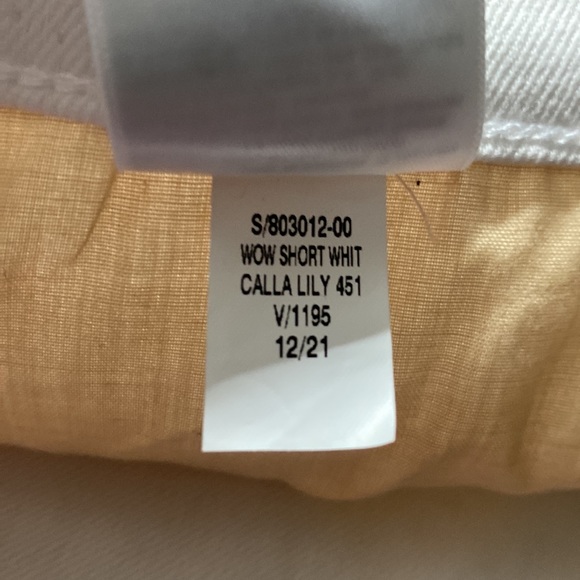 S/803012-00
WOW SHORT WHIT
CALLA LILY 451
V/1195
12/21